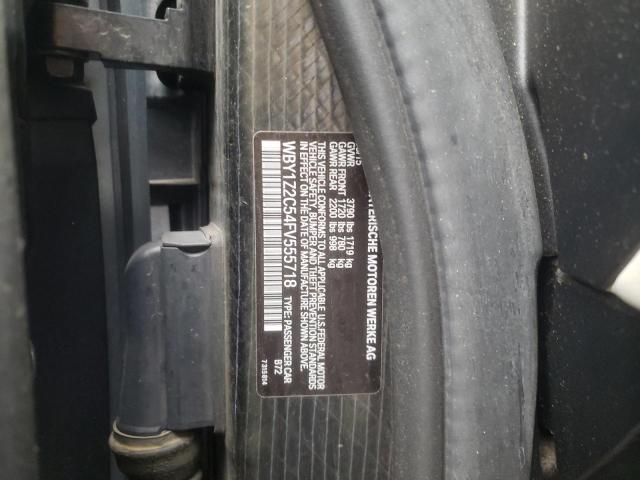 MOTOREN WERKE AG
GVWR 3790 lbs 1719 kg
GAWR FRONT 1720 lbs 780 kg
GAWR REAR 2200 lbs 998 kg
THIS VEHICLE CONFORMS TO ALL APPLICABLE U.S. FEDERAL MOTOR
VEHICLE SAFETY, BUMPER AND THEFT PREVENTION STANDARDS
IN EFFECT ON THE DATE OF MANUFACTURE SHOWN ABOVE.
WBY1Z2C54FV555718 TYPE: PASSENGER CAR
B72